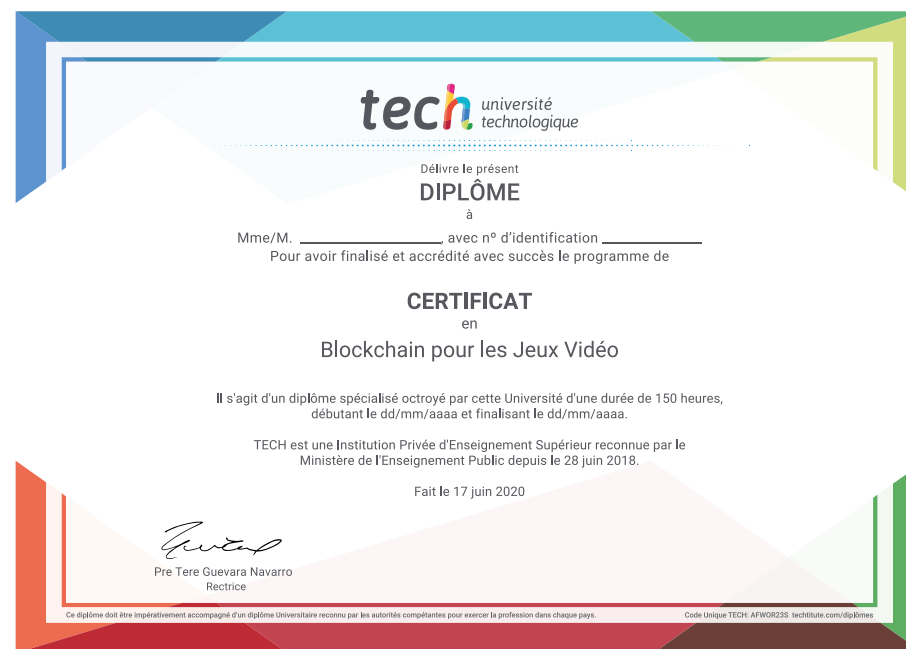 tech université
technologique
Délivre le présent
DIPLÔME
à
Mme/M. ____________________, avec nº d'identification ______________
Pour avoir finalisé et accrédité avec succès le programme de
CERTIFICAT
en
Blockchain pour les Jeux Vidéo
Il s'agit d'un diplôme spécialisé octroyé par cette Université d'une durée de 150 heures,
débutant le dd/mm/aaaa et finalisant le dd/mm/aaaa.
TECH est une Institution Privée d'Enseignement Supérieur reconnue par le
Ministère de l'Enseignement Public depuis le 28 juin 2018.
Fait le 17 juin 2020
Pre Tere Guevara Navarro
Rectrice
Ce diplôme doit être impérativement accompagné d'un diplôme Universitaire reconnu par les autorités compétentes pour exercer la profession dans chaque pays.
Code Unique TECH: AFWOR23S techtitute.com/diplômes